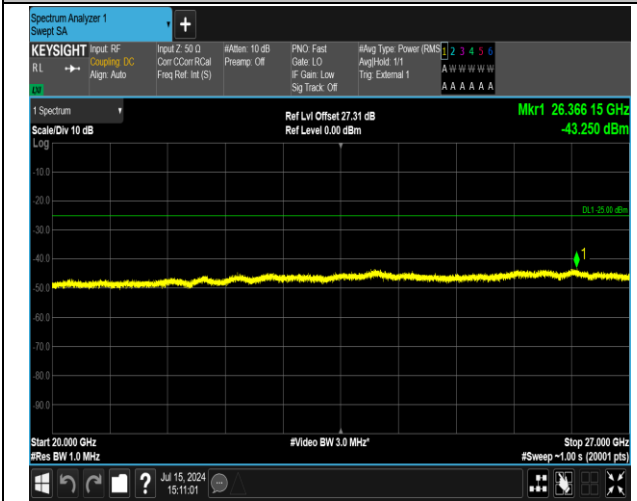 Spectrum Analyzer 1
Swept SA
+
KEYSIGHT
RL
LXI
Input: RF
Coupling: DC
Align: Auto
Input Z: 50 Ω
Corr CCorr RCal
Freq Ref: Int (S)
#Atten: 10 dB
Preamp: Off
PNO: Fast
Gate: LO
IF Gain: Low
Sig Track: Off
#Avg Type: Power (RMS
Avg|Hold: 1/1
Trig: External 1
1 2 3 4 5 6
A W W W W W
A A A A A A
1 Spectrum
Scale/Div 10 dB
Log
Ref Lvl Offset 27.31 dB
Ref Level 0.00 dBm
Mkr1 26.366 15 GHz
-43.250 dBm
-10.0
-20.0
DL1 -25.00 dBm
-30.0
1
-40.0
-50.0
-60.0
-70.0
-80.0
-90.0
Start 20.000 GHz
#Res BW 1.0 MHz
#Video BW 3.0 MHz*
Stop 27.000 GHz
#Sweep ~1.00 s (20001 pts)
?
Jul 15, 2024
15:11:01